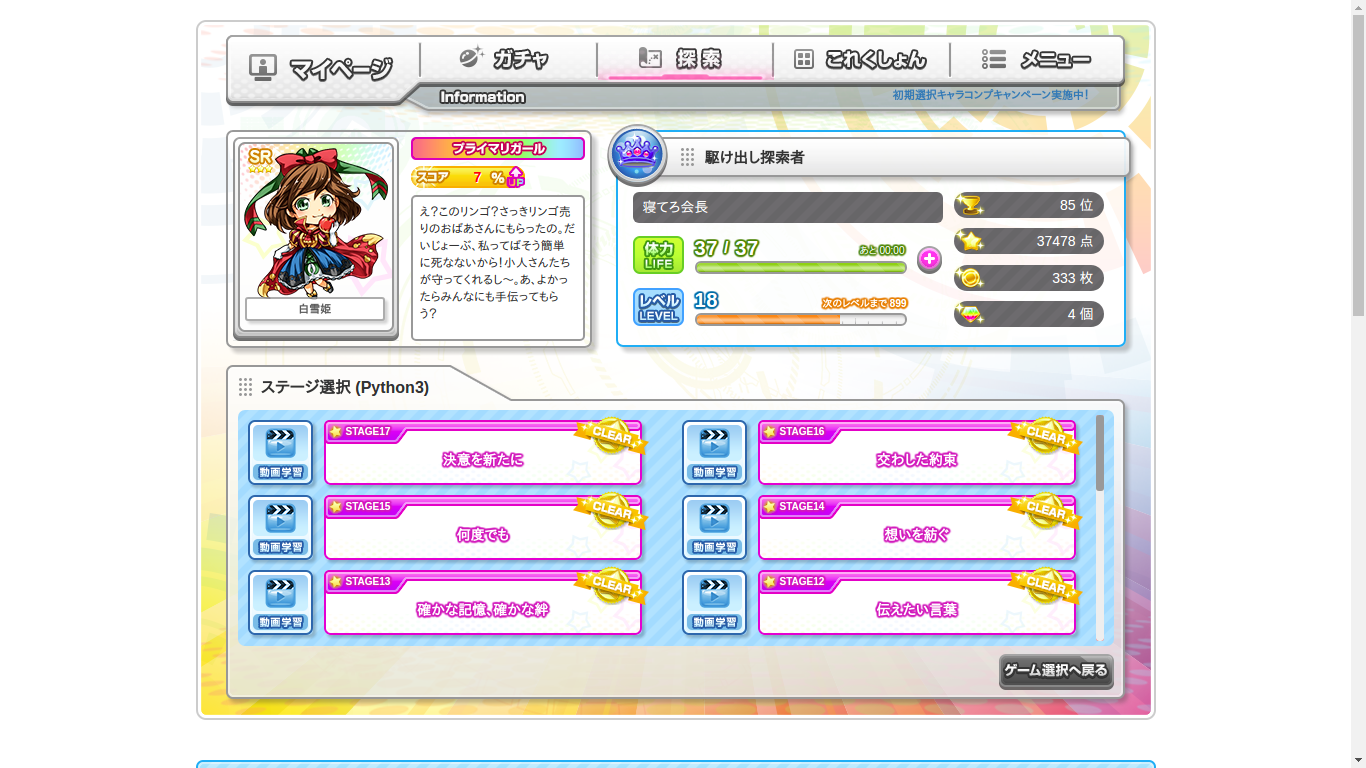 マイページ
ガチャ
探索
これくしょん
メニュー
Information
初期選択キャラコンプキャンペーン実施中!
SR
白雪姫
プライマリガール
スコア 7 % UP
え?このリンゴ?さっきリンゴ売
りのおばあさんにもらったの。だ
いじょーぶ、私ってばそう簡単
に死なないから!小人さんたち
が守ってくれるし~。あ、よかっ
たらみんなにも手伝ってもら
う?
駆け出し探索者
寝てろ会長
体力
LIFE
37 / 37
あと 00:00
レベル
LEVEL
18
次のレベルまで 899
85 位
37478 点
333 枚
4 個
ステージ選択 (Python3)
動画学習
STAGE17
CLEAR
決意を新たに
動画学習
STAGE16
CLEAR
交わした約束
動画学習
STAGE15
CLEAR
何度でも
動画学習
STAGE14
CLEAR
想いを紡ぐ
動画学習
STAGE13
CLEAR
確かな記憶、確かな絆
動画学習
STAGE12
CLEAR
伝えたい言葉
ゲーム選択へ戻る